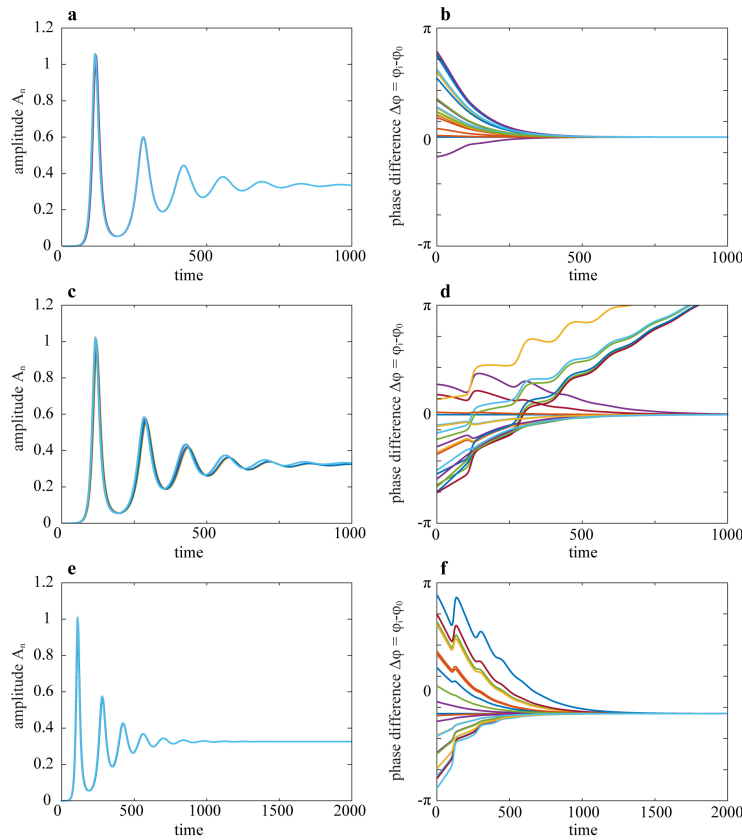 a
1.2
1
0.8
0.6
0.4
0.2
0
amplitude Aₙ
0
500
1000
time
b
π
0
-π
phase difference Δφ = φᵢ-φ₀
0
500
1000
time
c
1.2
1
0.8
0.6
0.4
0.2
0
amplitude Aₙ
0
500
1000
time
d
π
0
-π
phase difference Δφ = φᵢ-φ₀
0
500
1000
time
e
1.2
1
0.8
0.6
0.4
0.2
0
amplitude Aₙ
0
500
1000
1500
2000
time
f
π
0
-π
phase difference Δφ = φᵢ-φ₀
0
500
1000
1500
2000
time